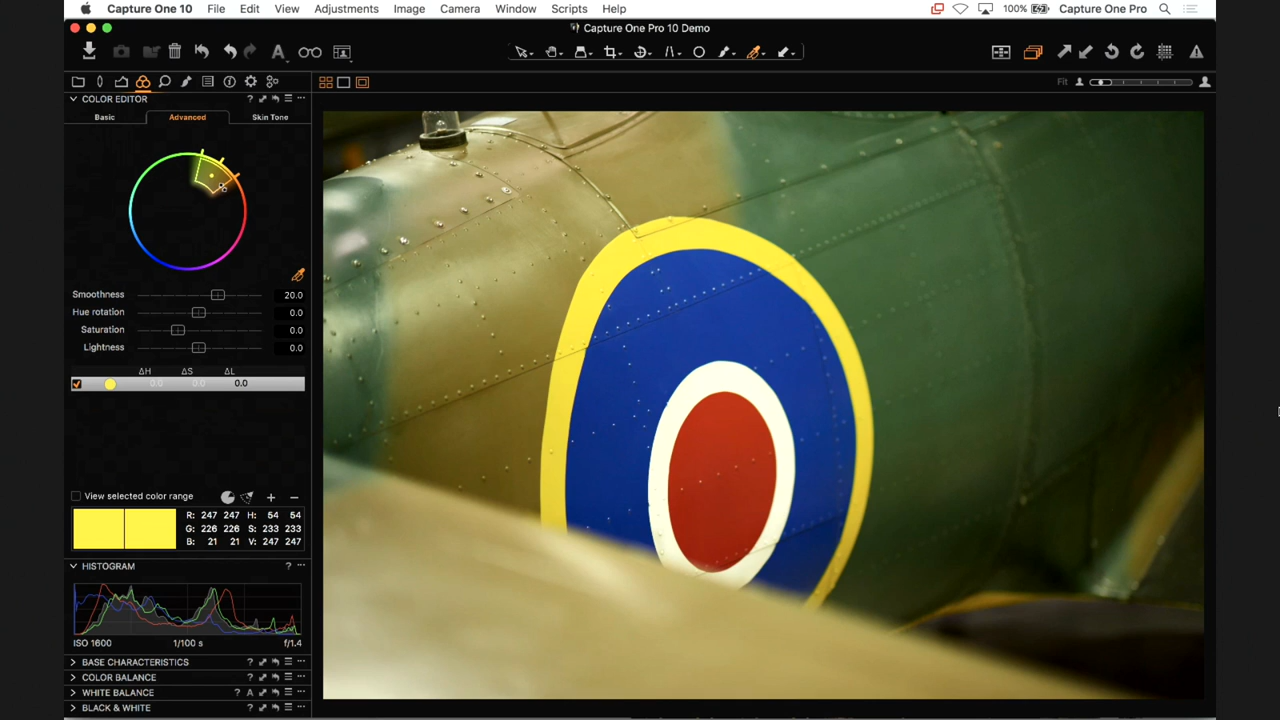 Capture One 10 File Edit View Adjustments Image Camera Window Scripts Help 100% Capture One Pro
Capture One Pro 10 Demo
A
Fit
COLOR EDITOR ?
Basic Advanced Skin Tone
Smoothness 20.0
Hue rotation 0.0
Saturation 0.0
Lightness 0.0
ΔH ΔS ΔL
0.0 0.0 0.0
View selected color range
R: 247 247 H: 54 54
G: 226 226 S: 233 233
B: 21 21 V: 247 247
HISTOGRAM ?
ISO 1600 1/100 s f/1.4
BASE CHARACTERISTICS ?
COLOR BALANCE ?
WHITE BALANCE ? A
BLACK & WHITE ?